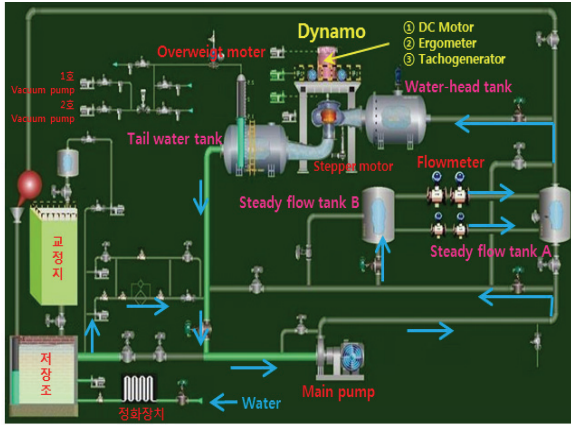 Dynamo
① DC Motor
② Ergometer
③ Tachogenerator
Overweight moter
1호
Vacuum pump
2호
Vacuum pump
Water-head tank
Tail water tank
Stepper motor
Flowmeter
Steady flow tank B
Steady flow tank A
교정지
저장조
Main pump
정화장치
Water